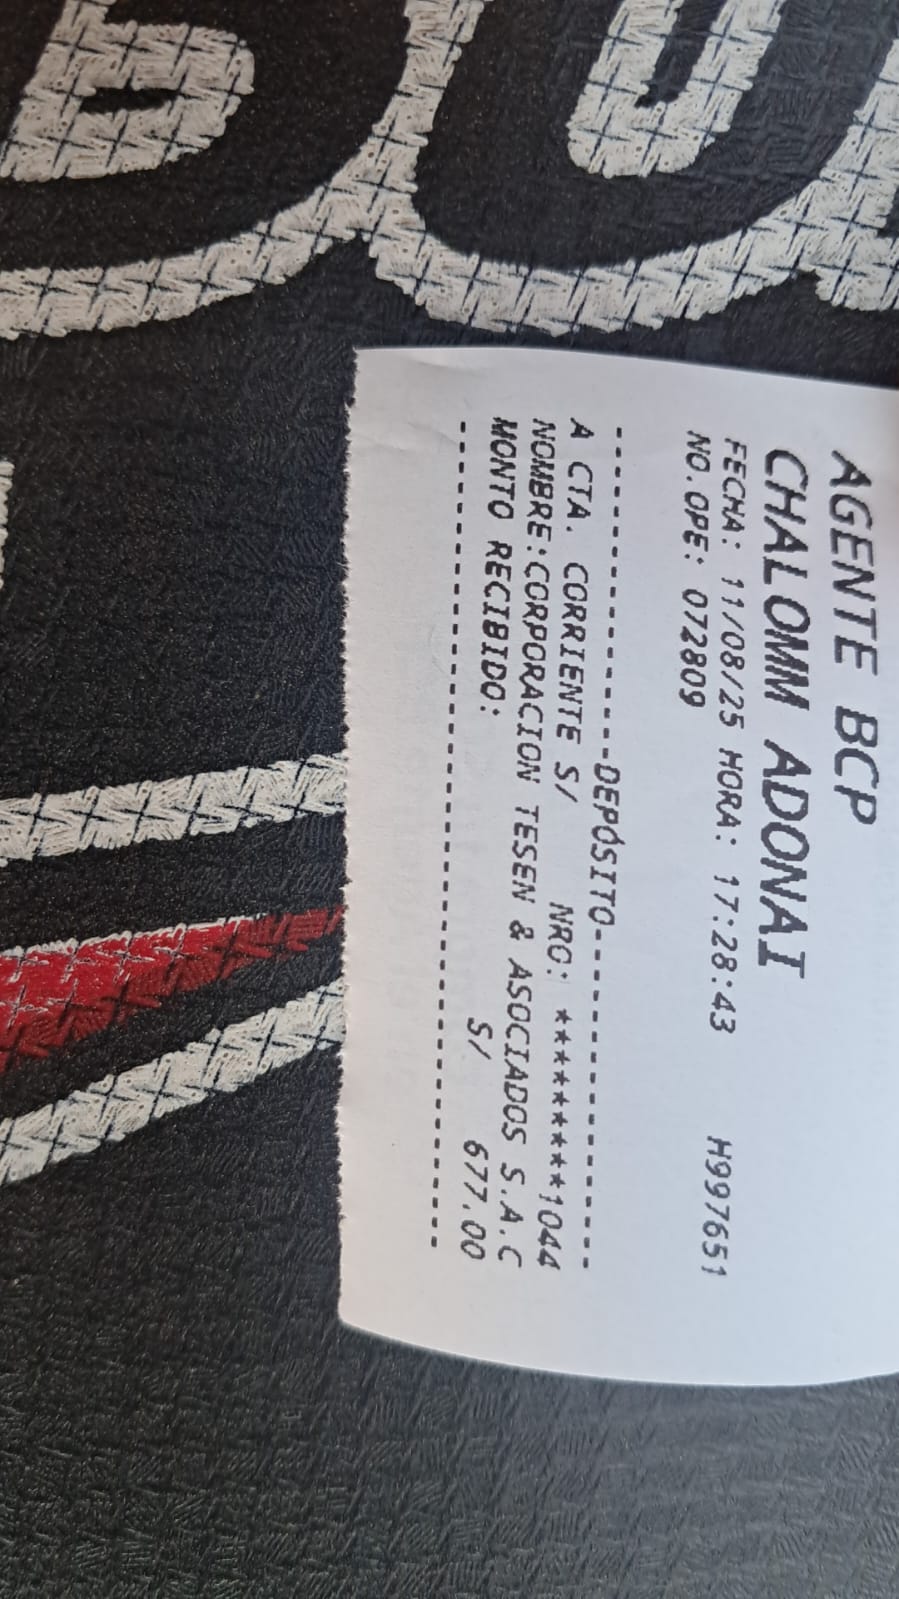 AGENTE BCP
CHALOMM ADONAI
FECHA: 11/08/25 HORA: 17:28:43 H997651
NO.OPE: 072809
--------------------DEPÓSITO--------------------
A CTA. CORRIENTE S/ NRO: *********1044
NOMBRE:CORPORACION TESEN & ASOCIADOS S.A.C
MONTO RECIBIDO: S/ 677.00
------------------------------------------------